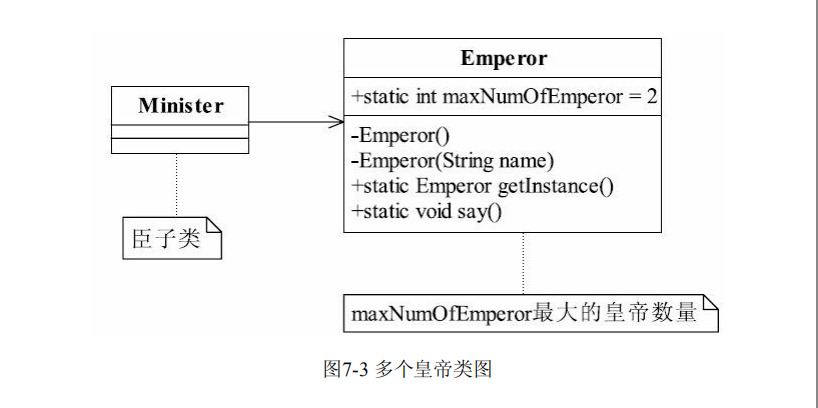 Emperor
+static int maxNumOfEmperor = 2
Minister
-Emperor()
-Emperor(String name)
+static Emperor getInstance()
+static void say()
臣子类
maxNumOfEmperor最大的皇帝数量
图7-3 多个皇帝类图